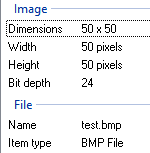 Image
Dimensions 50 x 50
Width 50 pixels
Height 50 pixels
Bit depth 24
File
Name test.bmp
Item type BMP File